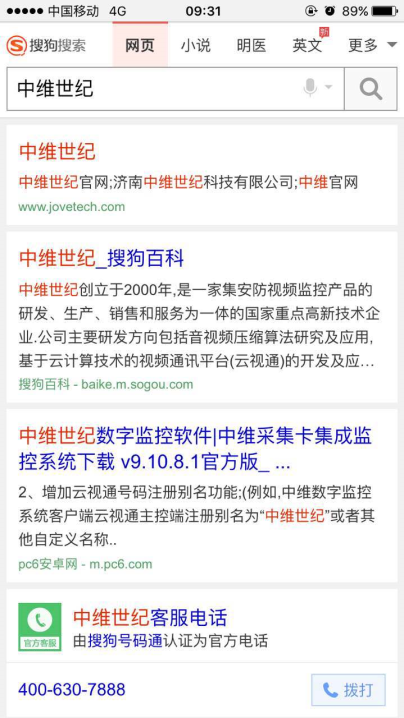 中国移动 4G 09:31 89%
搜狗搜索 网页 小说 明医 英文 新 更多
中维世纪
中维世纪
中维世纪官网;济南中维世纪科技有限公司;中维官网
www.jovetech.com
中维世纪_搜狗百科
中维世纪创立于2000年,是一家集安防视频监控产品的
研发、生产、销售和服务为一体的国家重点高新技术企
业.公司主要研发方向包括音视频压缩算法研究及应用,
基于云计算技术的视频通讯平台(云视通)的开发及应…
搜狗百科 - baike.m.sogou.com
中维世纪数字监控软件|中维采集卡集成监
控系统下载 v9.10.8.1官方版_ ...
2、增加云视通号码注册别名功能;(例如,中维数字监控
系统客户端云视通主控端注册别名为“中维世纪”或者其
他自定义名称..
pc6安卓网 - m.pc6.com
中维世纪客服电话
官方客服 由搜狗号码通认证为官方电话
400-630-7888 拨打